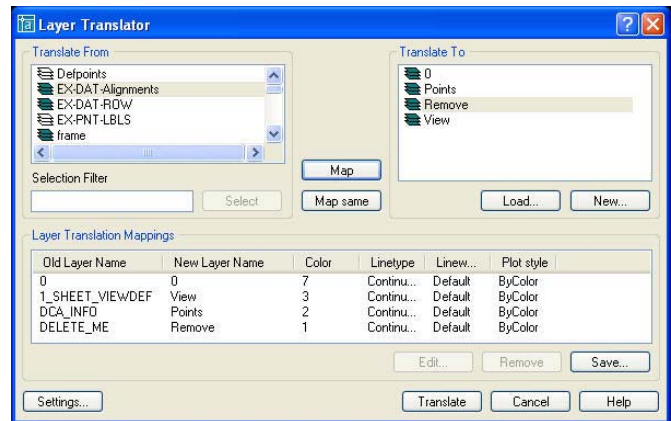 Layer Translator
Translate From
Defpoints
EX-DAT-Alignments
EX-DAT-ROW
EX-PNT-LBLS
frame
Selection Filter
Select
Map
Map same
Translate To
0
Points
Remove
View
Load...
New...
Layer Translation Mappings
Old Layer Name New Layer Name Color Linetype Linew... Plot style
0 0 7 Continu... Default ByColor
1_SHEET_VIEWDEF View 3 Continu... Default ByColor
DCA_INFO Points 2 Continu... Default ByColor
DELETE_ME Remove 1 Continu... Default ByColor
Edit... Remove Save...
Settings... Translate Cancel Help